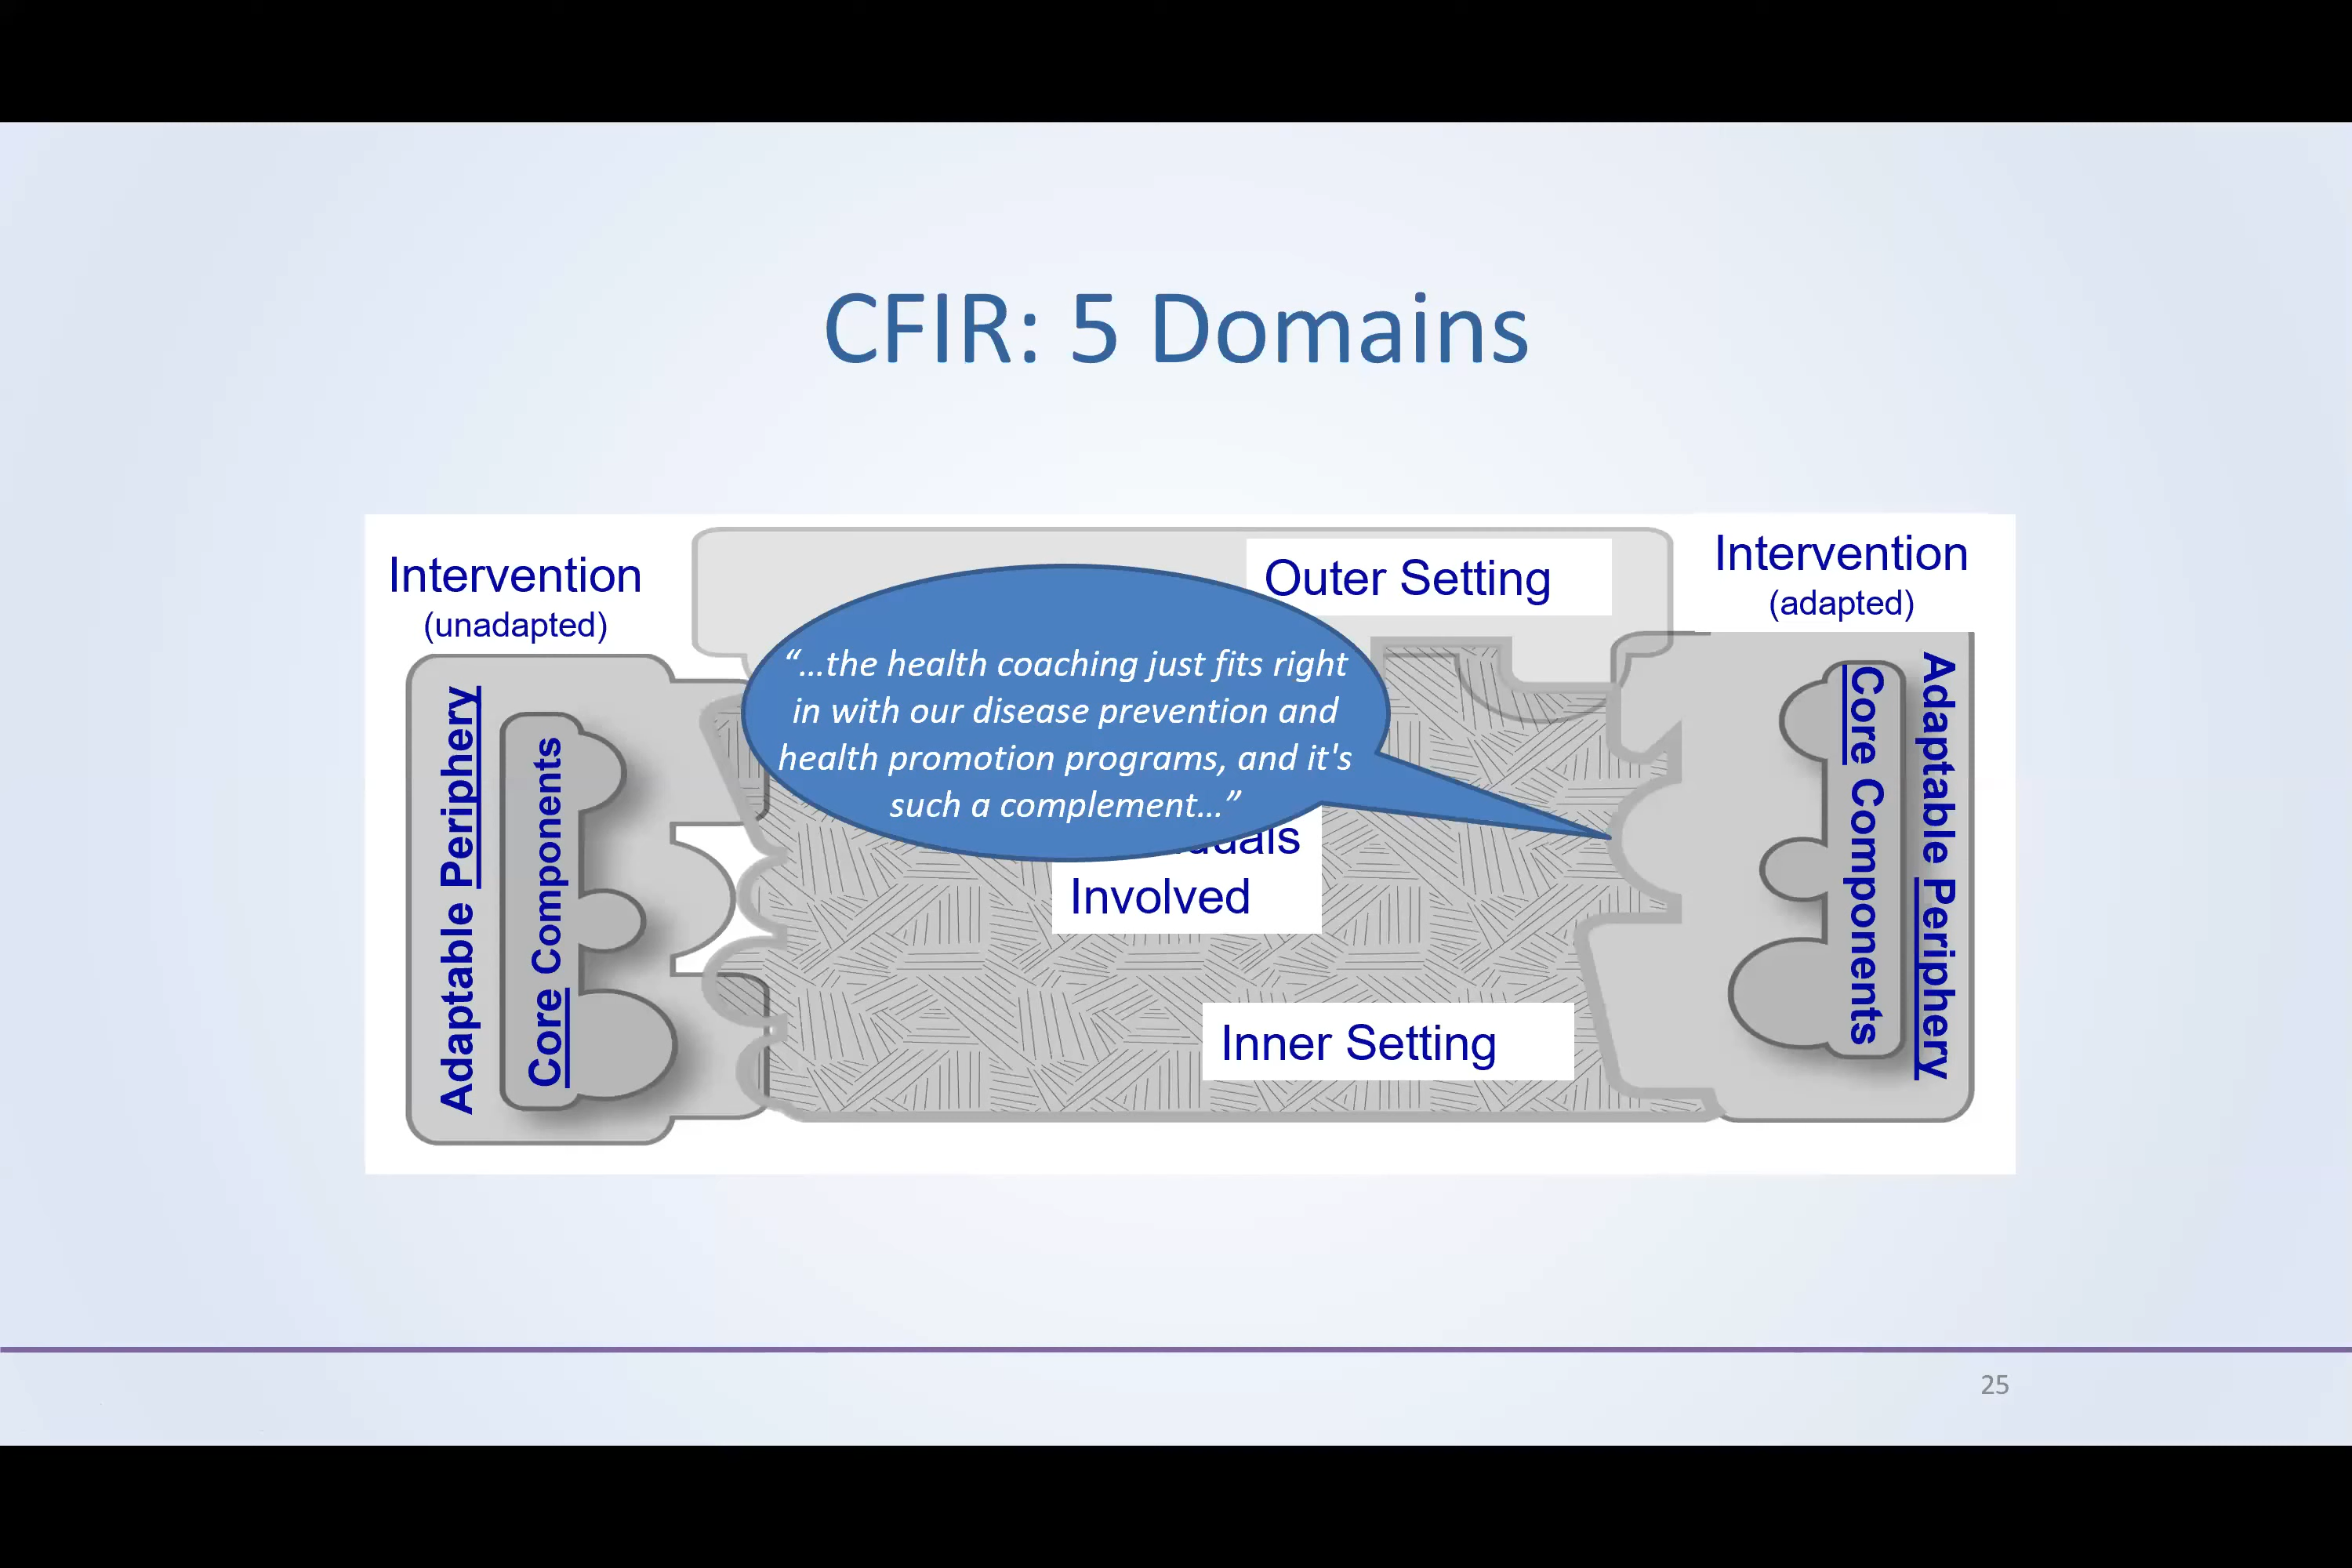 CFIR: 5 Domains
Intervention
(unadapted)
Outer Setting
Intervention
(adapted)
“...the health coaching just fits right
in with our disease prevention and
health promotion programs, and it's
such a complement...”
Involved
Inner Setting
Adaptable Periphery
Core Components
Core Components
Adaptable Periphery
25